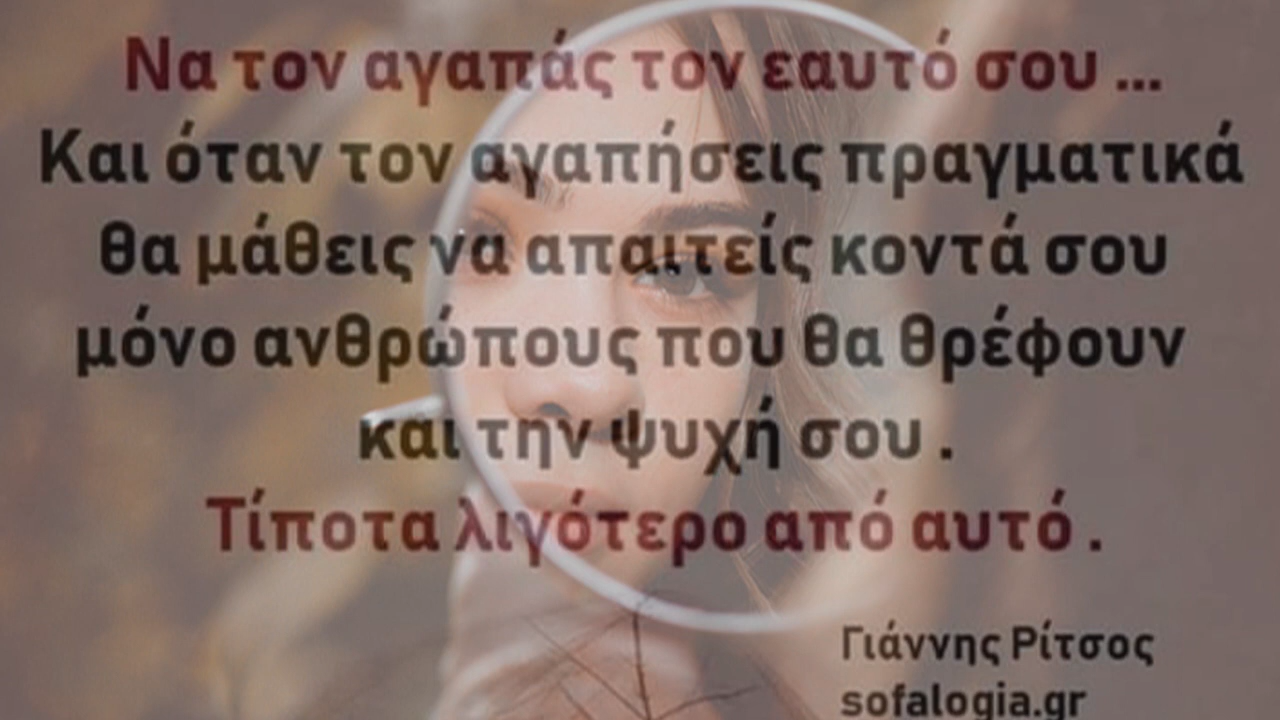 Να τον αγαπάς τον εαυτό σου ...
Και όταν τον αγαπήσεις πραγματικά
θα μάθεις να απαιτείς κοντά σου
μόνο ανθρώπους που θα θρέφουν
και την ψυχή σου .
Τίποτα λιγότερο από αυτό .
Γιάννης Ρίτσος
sofalogia.gr